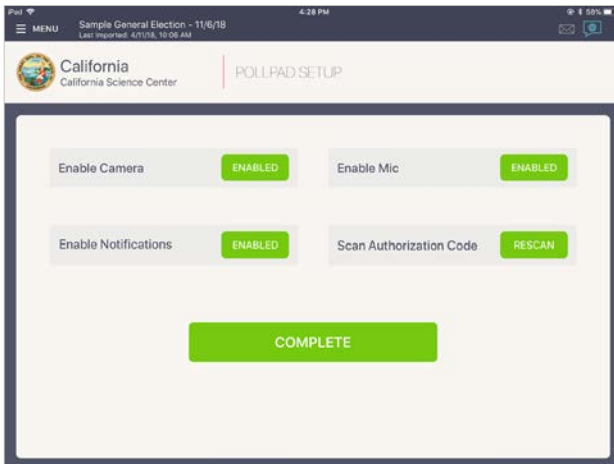 iPad 4:28 PM 58%
MENU Sample General Election - 11/6/18
Last Imported: 4/11/18, 10:06 AM
California
California Science Center
POLLPAD SETUP
Enable Camera ENABLED Enable Mic ENABLED
Enable Notifications ENABLED Scan Authorization Code RESCAN
COMPLETE